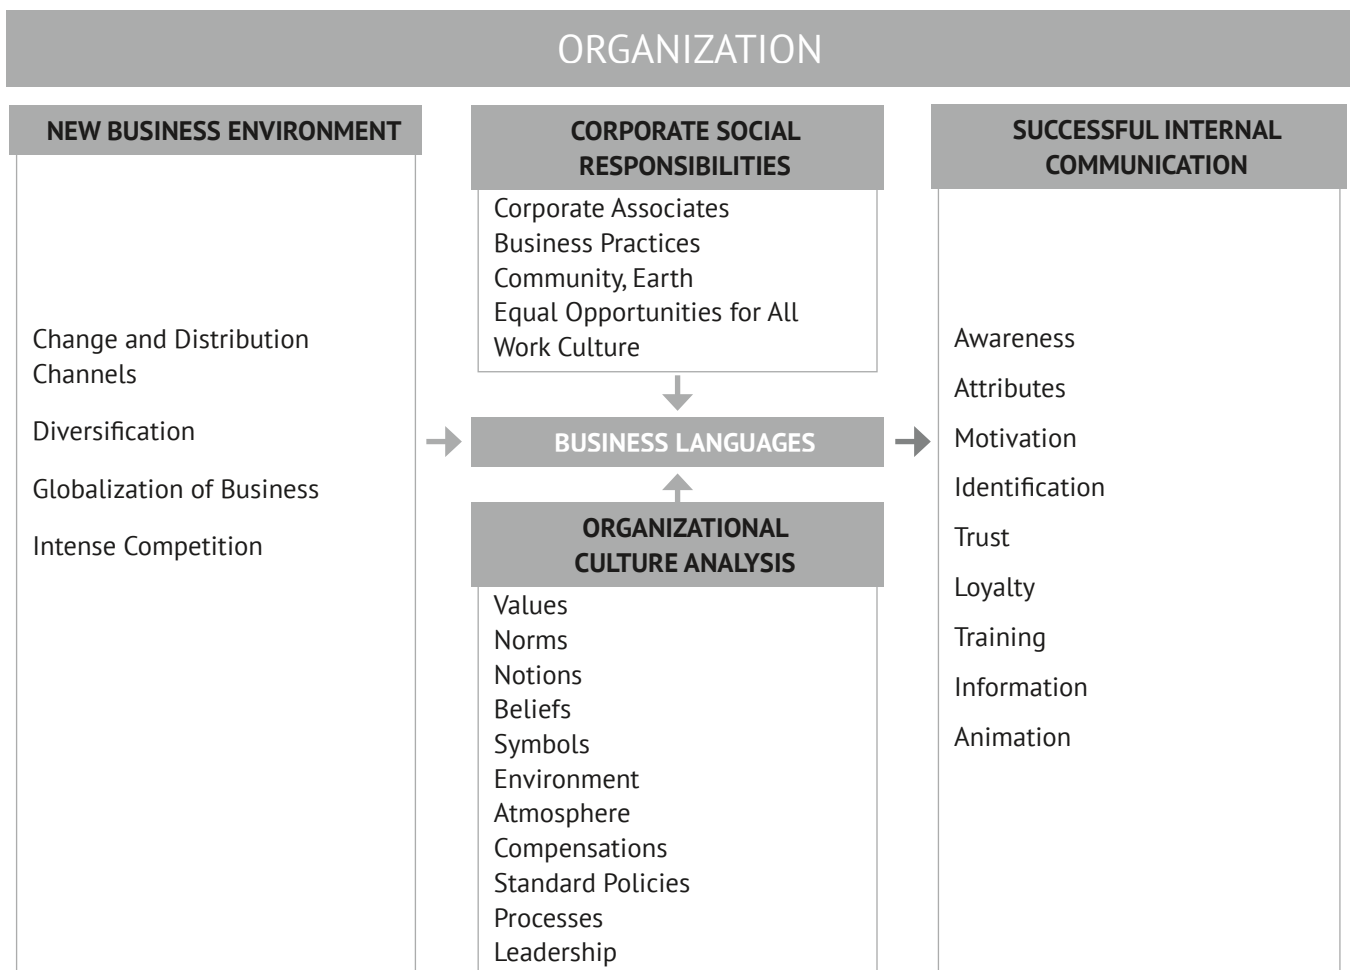 ORGANIZATION
NEW BUSINESS ENVIRONMENT
Change and Distribution
Channels
Diversification
Globalization of Business
Intense Competition
CORPORATE SOCIAL
RESPONSIBILITIES
Corporate Associates
Business Practices
Community, Earth
Equal Opportunities for All
Work Culture
BUSINESS LANGUAGES
ORGANIZATIONAL
CULTURE ANALYSIS
Values
Norms
Notions
Beliefs
Symbols
Environment
Atmosphere
Compensations
Standard Policies
Processes
Leadership
SUCCESSFUL INTERNAL
COMMUNICATION
Awareness
Attributes
Motivation
Identification
Trust
Loyalty
Training
Information
Animation